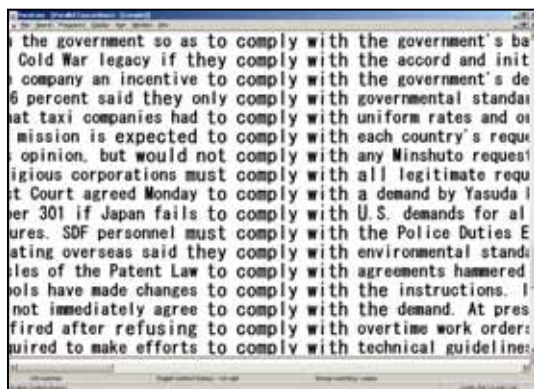 the government so as to comply with the government's ba
Cold War legacy if they comply with the accord and init
company an incentive to comply with the government's de
6 percent said they only comply with governmental standa
at taxi companies had to comply with uniform rates and
mission is expected to comply with each country's reque
opinion, but would not comply with any Minshuto request
igious corporations must comply with all legitimate requ
t Court agreed Monday to comply with a demand by Yasuda
er 301 if Japan fails to comply with U.S. demands for al
ures. SDF personnel must comply with the Police Duties E
ating overseas said they comply with environmental standa
cles of the Patent Law to comply with agreements hammered
ools have made changes to comply with the instructions.
not immediately agree to comply with the demand. At pres
fired after refusing to comply with overtime work orders
uired to make efforts to comply with technical guideline